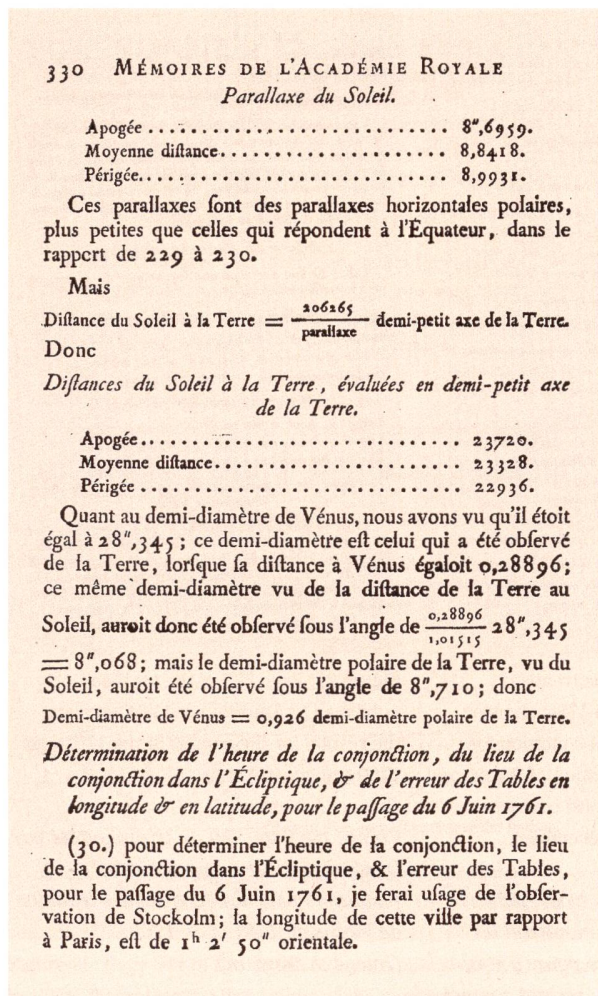 330 MÉMOIRES DE L'ACADÉMIE ROYALE
Parallaxe du Soleil.
Apogée .............................. 8",6959.
Moyenne diſtance...................... 8,8418.
Périgée.............................. 8,9931.
Ces parallaxes ſont des parallaxes horizontales polaires,
plus petites que celles qui répondent à l'Équateur, dans le
rapport de 229 à 230.
Mais
Diſtance du Soleil à la Terre = 206265/parallaxe demi-petit axe de la Terre.
Donc
Diſtances du Soleil à la Terre, évaluées en demi-petit axe
de la Terre.
Apogée.............................. 23720.
Moyenne diſtance...................... 23328.
Périgée .............................. 22936.
Quant au demi-diamètre de Vénus, nous avons vu qu'il étoit
égal à 28",345; ce demi-diamètre eſt celui qui a été obſervé
de la Terre, lorſque ſa diſtance à Vénus égaloit 0,28896;
ce même demi-diamètre vu de la diſtance de la Terre au
Soleil, auroit donc été obſervé ſous l'angle de 0,28896/1,01515 28",345
= 8",068; mais le demi-diamètre polaire de la Terre, vu du
Soleil, auroit été obſervé ſous l'angle de 8",710; donc
Demi-diamètre de Vénus = 0,926 demi-diamètre polaire de la Terre.
Détermination de l'heure de la conjonction, du lieu de la
conjonction dans l'Écliptique, & de l'erreur des Tables en
longitude & en latitude, pour le paſſage du 6 Juin 1761.
(30.) pour déterminer l'heure de la conjonction, le lieu
de la conjonction dans l'Écliptique, & l'erreur des Tables,
pour le paſſage du 6 Juin 1761, je ferai uſage de l'obſer-
vation de Stockolm; la longitude de cette ville par rapport
à Paris, eſt de 1h 2' 50" orientale.